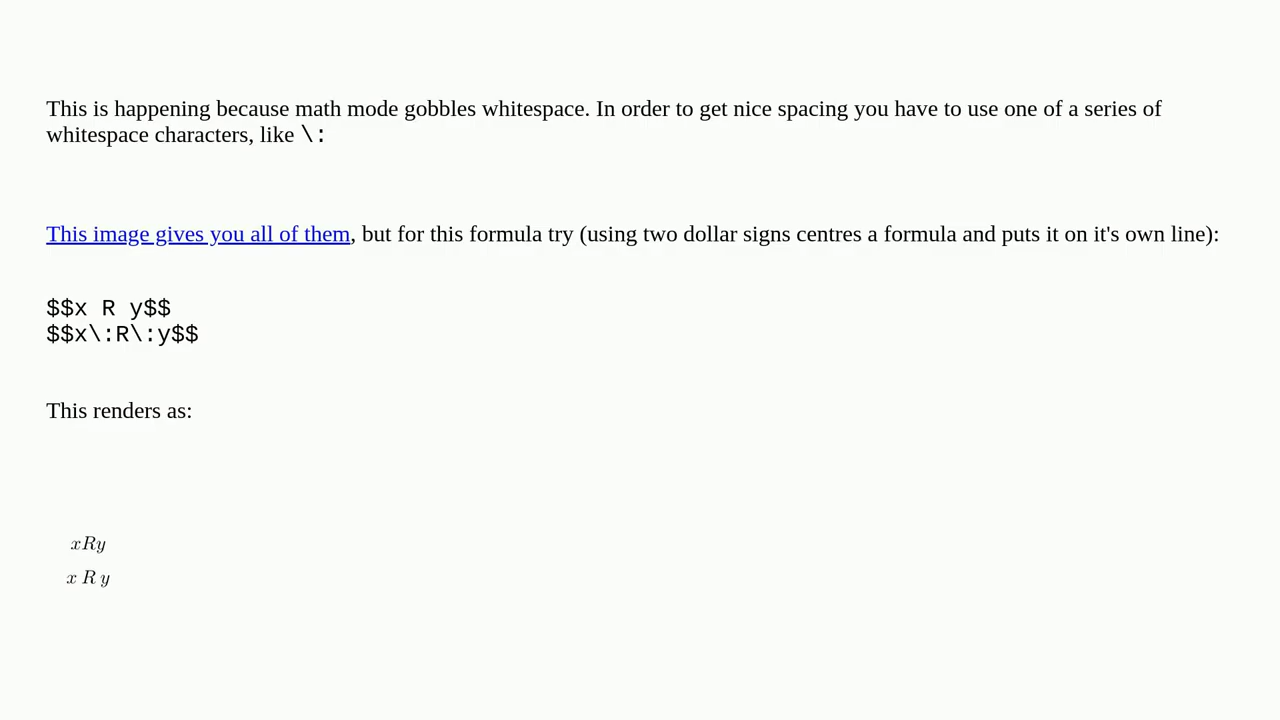 This is happening because math mode gobbles whitespace. In order to get nice spacing you have to use one of a series of
whitespace characters, like \:
This image gives you all of them, but for this formula try (using two dollar signs centres a formula and puts it on it's own line):
$$x R y$$
$$x\:R\:y$$
This renders as:
xRy
x R y